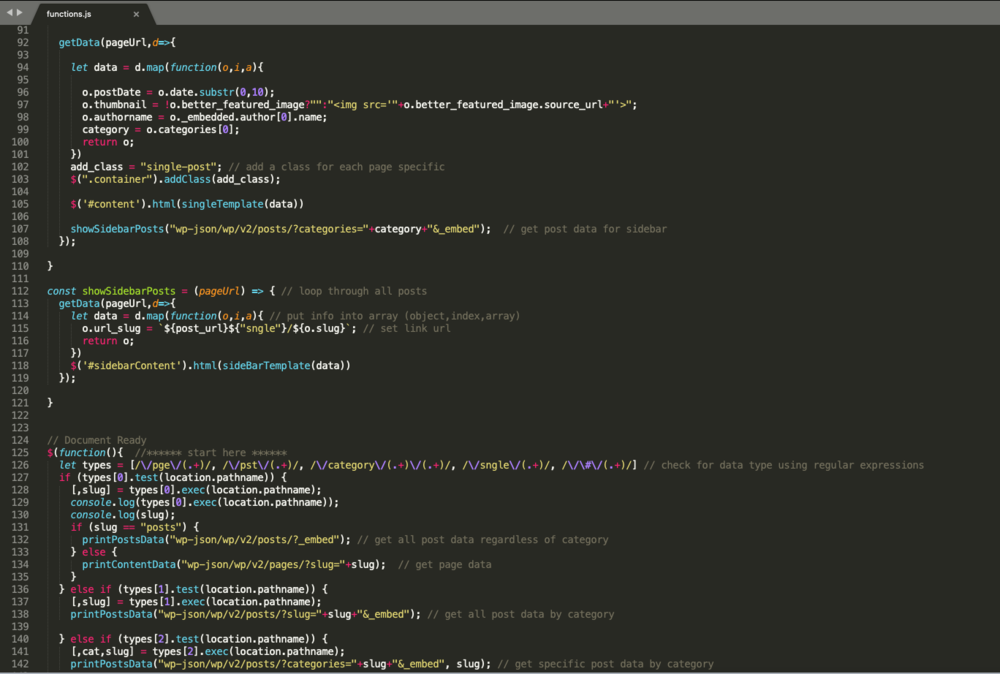 functions.js
91
92 getData(pageUrl,d=>{
93
94 let data = d.map(function(o,i,a){
95
96 o.postDate = o.date.substr(0,10);
97 o.thumbnail = !o.better_featured_image?"":"<img src='"+o.better_featured_image.source_url+"'>";
98 o.authorname = o._embedded.author[0].name;
99 category = o.categories[0];
100 return o;
101 })
102 add_class = "single-post"; // add a class for each page specific
103 $(".container").addClass(add_class);
104
105 $('#content').html(singleTemplate(data))
106
107 showSidebarPosts("wp-json/wp/v2/posts/?categories="+category+"&_embed"); // get post data for sidebar
108 });
109
110 }
111
112 const showSidebarPosts = (pageUrl) => { // loop through all posts
113 getData(pageUrl,d=>{
114 let data = d.map(function(o,i,a){ // put info into array (object,index,array)
115 o.url_slug = `${post_url}${"sngle"}/${o.slug}`; // set link url
116 return o;
117 })
118 $('#sidebarContent').html(sideBarTemplate(data))
119 });
120
121 }
122
123
124 // Document Ready
125 $(function(){ //****** start here ******
126 let types = [/\/pge\/(.+)/, /\/pst\/(.+)/, /\/category\/(.+)\/(.+)/, /\/sngle\/(.+)/, /\/\#\/(.+)/] // check for data type using regular expressions
127 if (types[0].test(location.pathname)) {
128 [,slug] = types[0].exec(location.pathname);
129 console.log(types[0].exec(location.pathname));
130 console.log(slug);
131 if (slug == "posts") {
132 printPostsData("wp-json/wp/v2/posts/?_embed"); // get all post data regardless of category
133 } else {
134 printContentData("wp-json/wp/v2/pages/?slug="+slug); // get page data
135 }
136 } else if (types[1].test(location.pathname)) {
137 [,slug] = types[1].exec(location.pathname);
138 printPostsData("wp-json/wp/v2/posts/?slug="+slug+"&_embed"); // get all post data by category
139
140 } else if (types[2].test(location.pathname)) {
141 [,cat,slug] = types[2].exec(location.pathname);
142 printPostsData("wp-json/wp/v2/posts/?categories="+slug+"&_embed", slug); // get specific post data by category